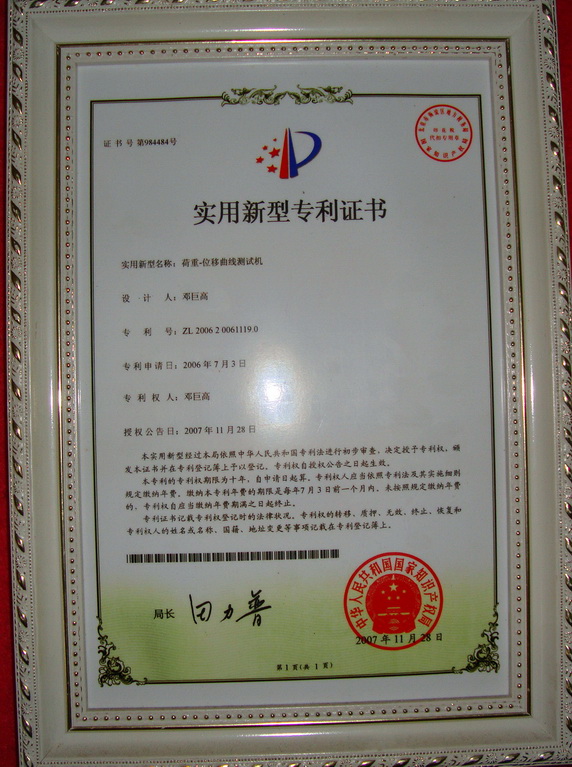 证书号第984484号
实用新型专利证书
实用新型名称：荷重-位移曲线测试机
设计人：邓巨高
专利号：ZL 2006 2 0061119.0
专利申请日：2006年7月3日
专利权人：邓巨高
授权公告日：2007年11月28日
本实用新型经过本局依照中华人民共和国专利法进行初步审查，决定授予专利权，颁
发本证书并在专利登记簿上予以登记。专利权自授权公告之日起生效。
本专利的专利权期限为十年，自申请日起算。专利权人应当依照专利法及其实施细则
规定缴纳年费。缴纳本专利年费的期限是每年7月3日前一个月内。未按照规定缴纳年费
的，专利权自应当缴纳年费期满之日起终止。
专利证书记载专利权登记时的法律状况。专利权的转移、质押、无效、终止、恢复和
专利权人的姓名或名称、国籍、地址变更等事项记载在专利登记簿上。
局长 田力普
中华人民共和国国家知识产权局
2007年11月28日
第1页(共1页)